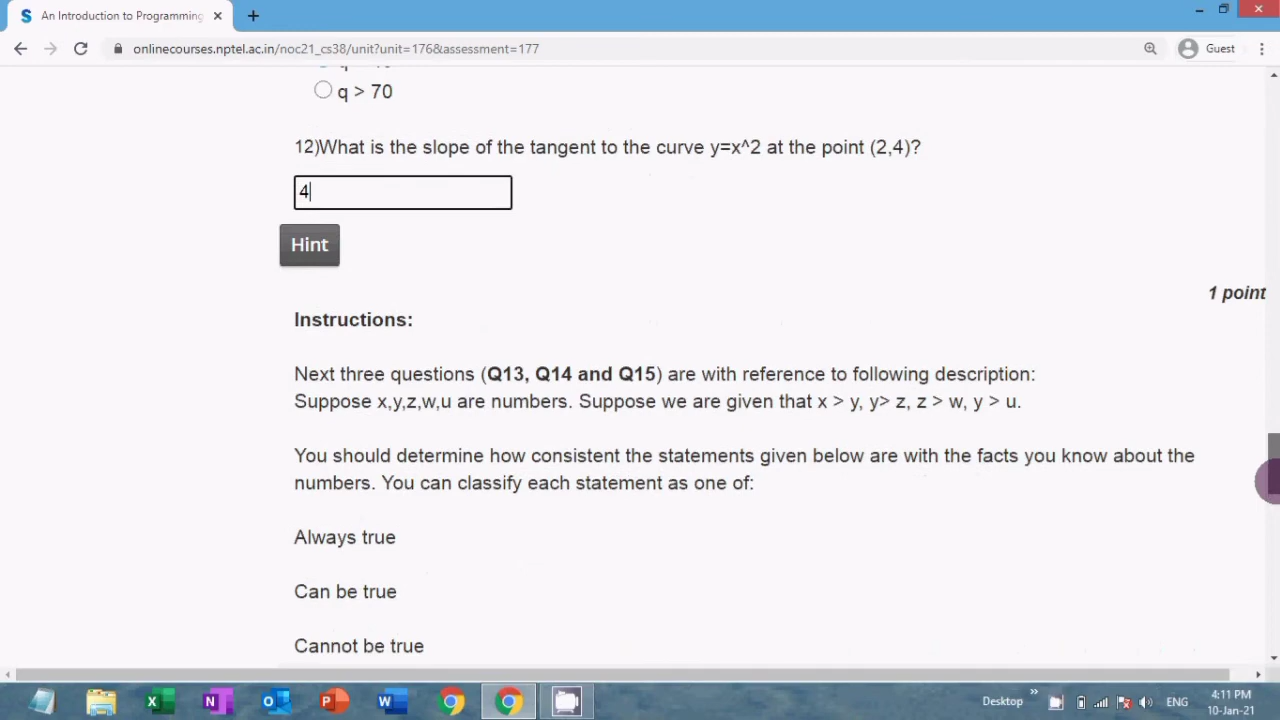 An Introduction to Programming
onlinecourses.nptel.ac.in/noc21_cs38/unit?unit=176&assessment=177
Guest
q > 70
12)What is the slope of the tangent to the curve y=x^2 at the point (2,4)?
4
Hint
1 point
Instructions:
Next three questions (Q13, Q14 and Q15) are with reference to following description:
Suppose x,y,z,w,u are numbers. Suppose we are given that x > y, y> z, z > w, y > u.
You should determine how consistent the statements given below are with the facts you know about the
numbers. You can classify each statement as one of:
Always true
Can be true
Cannot be true
Desktop
ENG
4:11 PM
10-Jan-21